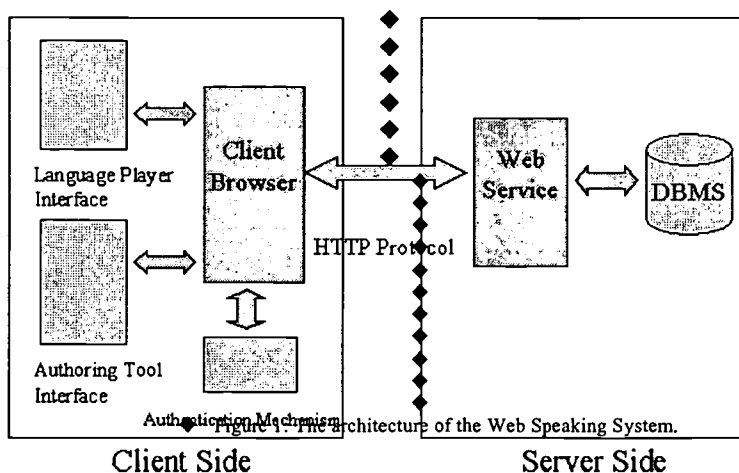 Client
Browser
Language Player
Interface
Authoring Tool
Interface
HTTP Protocol
Web
Service
DBMS
Authentication Mechanism
Figure 1. The architecture of the Web Speaking System.
Client Side
Server Side